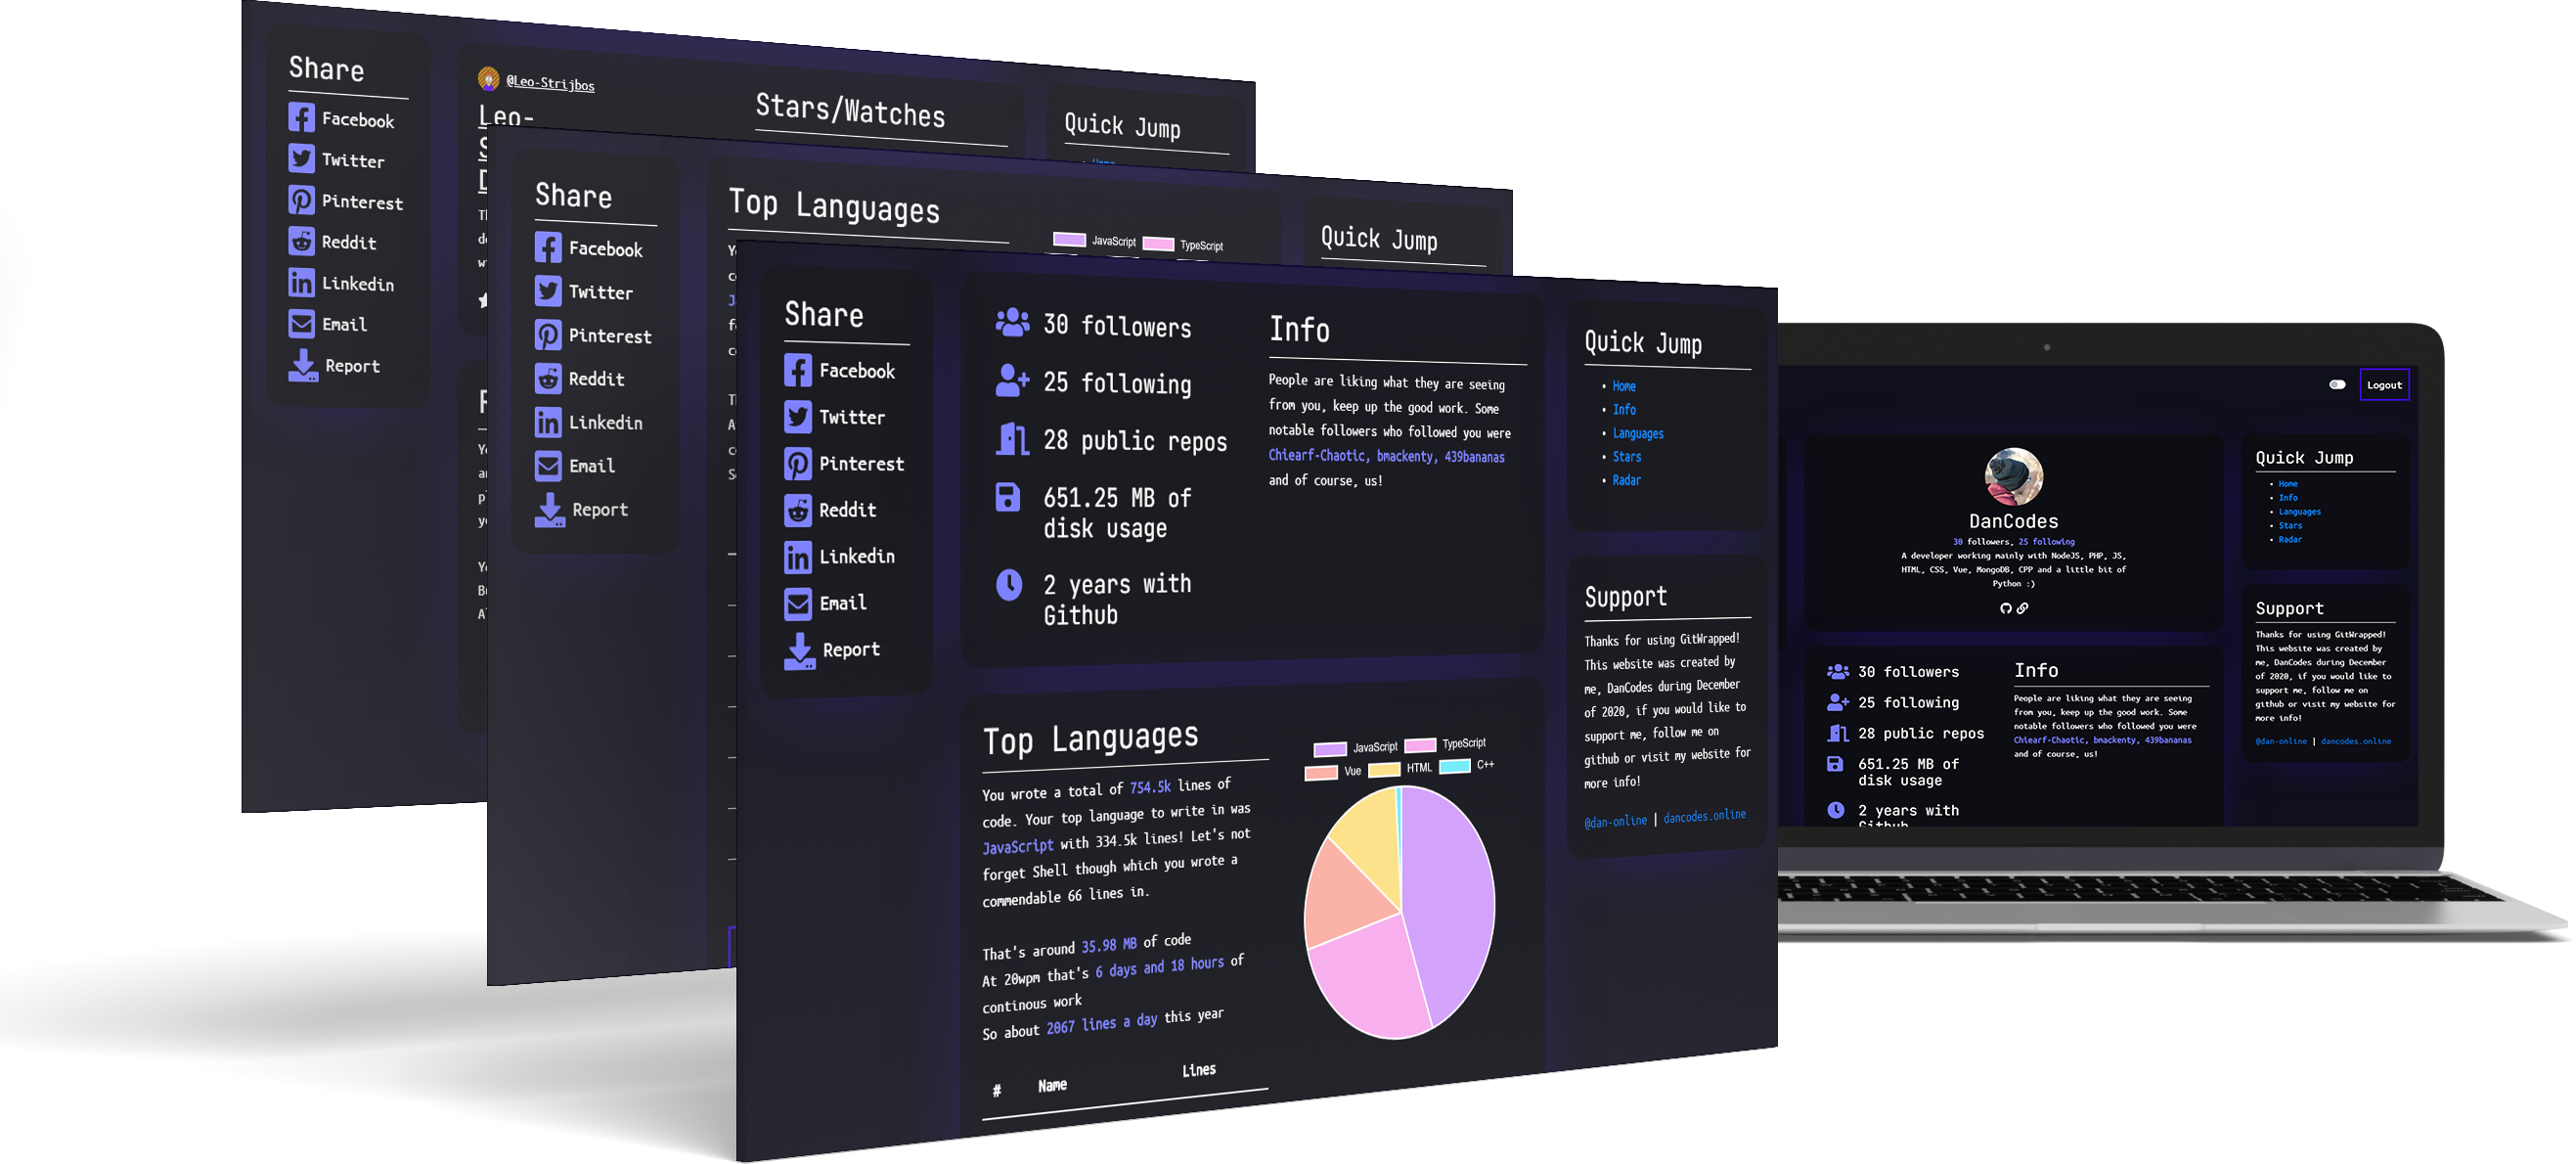 Share
Facebook
Twitter
Pinterest
Reddit
Linkedin
Email
Report
@Leo-Strijbos
Leo-
Stars/Watches
Quick Jump
Home
Share
Facebook
Twitter
Pinterest
Reddit
Linkedin
Email
Report
Top Languages
JavaScript TypeScript
Quick Jump
Share
Facebook
Twitter
Pinterest
Reddit
Linkedin
Email
Report
30 followers
25 following
28 public repos
651.25 MB of
disk usage
2 years with
Github
Info
People are liking what they are seeing
from you, keep up the good work. Some
notable followers who followed you were
Chiearf-Chaotic, bmackenty, 439bananas
and of course, us!
Top Languages
You wrote a total of 754.5k lines of
code. Your top language to write in was
JavaScript with 334.5k lines! Let's not
forget Shell though which you wrote a
commendable 66 lines in.
That's around 35.98 MB of code
At 20wpm that's 6 days and 18 hours of
continous work
So about 2067 lines a day this year
# Name Lines
JavaScript TypeScript
Vue HTML C++
Quick Jump
• Home
• Info
• Languages
• Stars
• Radar
Support
Thanks for using GitWrapped!
This website was created by
me, DanCodes during December
of 2020, if you would like to
support me, follow me on
github or visit my website for
more info!
@dan-online | dancodes.online
Logout
DanCodes
30 followers, 25 following
A developer working mainly with NodeJS, PHP, JS,
HTML, CSS, Vue, MongoDB, CPP and a little bit of
Python :)
30 followers
25 following
28 public repos
651.25 MB of
disk usage
2 years with
Github
Info
People are liking what they are seeing
from you, keep up the good work. Some
notable followers who followed you were
Chiearf-Chaotic, bmackenty, 439bananas
and of course, us!
Quick Jump
• Home
• Info
• Languages
• Stars
• Radar
Support
Thanks for using GitWrapped!
This website was created by
me, DanCodes during December
of 2020, if you would like to
support me, follow me on
github or visit my website for
more info!
@dan-online | dancodes.online